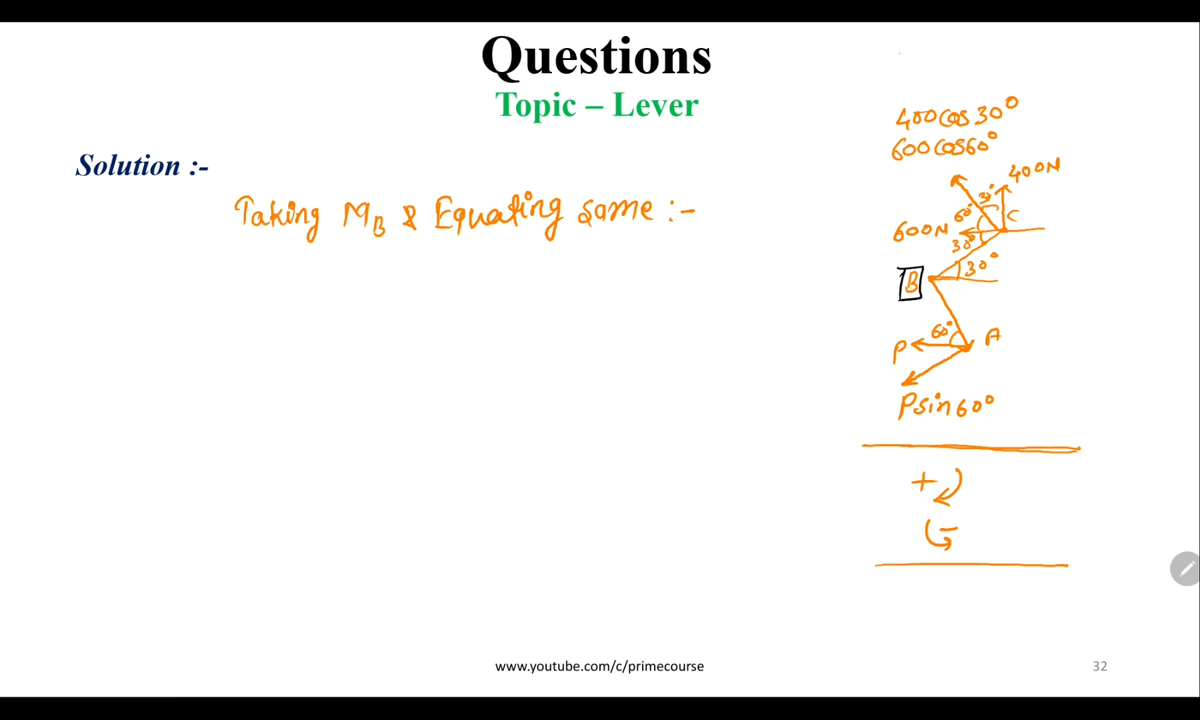 Questions
Topic – Lever
Solution :-
Taking M_B & Equating same :-
400 cos 30°
600 cos 60°
400N
30°
60°
C
600N
30°
30°
B
60°
A
P
P sin 60°
+
-
www.youtube.com/c/primecourse
32